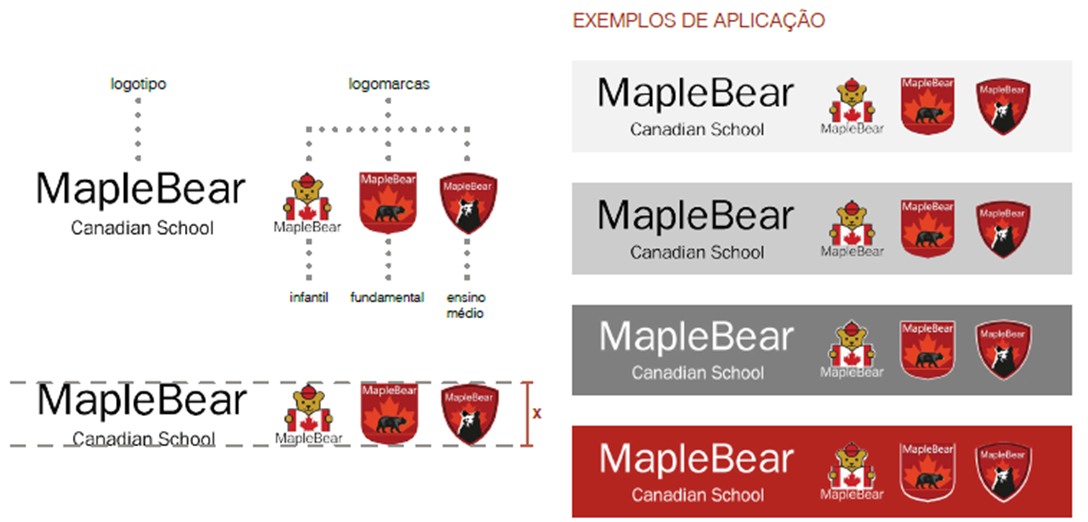 EXEMPLOS DE APLICAÇÃO
logotipo
logomarcas
MapleBear
Canadian School
MapleBear
MapleBear
MapleBear
infantil
fundamental
ensino
médio
MapleBear
Canadian School
MapleBear
MapleBear
MapleBear
x
MapleBear
Canadian School
MapleBear
MapleBear
MapleBear
MapleBear
Canadian School
MapleBear
MapleBear
MapleBear
MapleBear
Canadian School
MapleBear
MapleBear
MapleBear
MapleBear
Canadian School
MapleBear
MapleBear
MapleBear